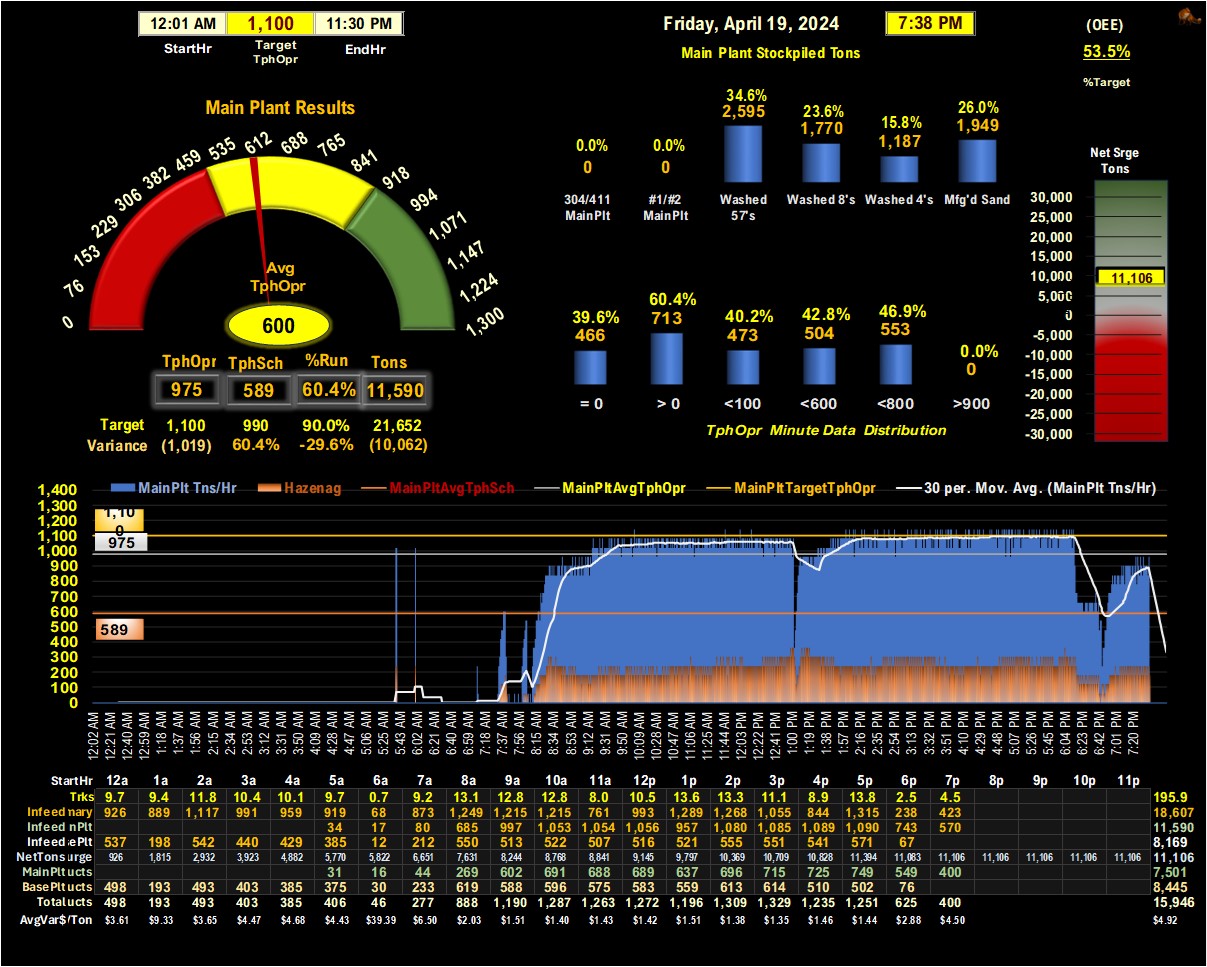 12:01 AM 1,100 11:30 PM
StartHr Target TphOpr EndHr
Friday, April 19, 2024 7:38 PM
Main Plant Stockpiled Tons
(OEE)
53.5%
%Target
Main Plant Results
0 76 153 229 306 382 459 535 612 688 765 841 918 994 1,071 1,147 1,224 1,300
Avg
TphOpr
600
TphOpr TphSch %Run Tons
975 589 60.4% 11,590
Target 1,100 990 90.0% 21,652
Variance (1,019) 60.4% -29.6% (10,062)
0.0% 0.0% 34.6% 23.6% 15.8% 26.0%
0 0 2,595 1,770 1,187 1,949
304/411 #1/#2 Washed Washed 8's Washed 4's Mfg'd Sand
MainPlt MainPlt 57's
39.6% 60.4% 40.2% 42.8% 46.9% 0.0%
466 713 473 504 553 0
= 0 > 0 <100 <600 <800 >900
TphOpr Minute Data Distribution
Net Srge
Tons
30,000
25,000
20,000
15,000
10,000
11,106
5,000
0
-5,000
-10,000
-15,000
-20,000
-25,000
-30,000
MainPlt Tns/Hr Hazenag MainPltAvgTphSch MainPltAvgTphOpr MainPltTargetTphOpr 30 per. Mov. Avg. (MainPlt Tns/Hr)
1,400
1,300
1,200
1,100
1,000
900
800
700
600
500
400
300
200
100
0
1,100
975
589
12:02 AM 12:21 AM 12:40 AM 12:59 AM 1:18 AM 1:37 AM 1:56 AM 2:15 AM 2:34 AM 2:53 AM 3:12 AM 3:31 AM 3:50 AM 4:09 AM 4:28 AM 4:47 AM 5:06 AM 5:25 AM 5:43 AM 6:02 AM 6:21 AM 6:40 AM 6:59 AM 7:18 AM 7:37 AM 7:56 AM 8:15 AM 8:34 AM 8:53 AM 9:12 AM 9:31 AM 9:50 AM 10:09 AM 10:28 AM 10:47 AM 11:06 AM 11:25 AM 11:44 AM 12:03 PM 12:22 PM 12:41 PM 1:00 PM 1:19 PM 1:38 PM 1:57 PM 2:16 PM 2:35 PM 2:54 PM 3:13 PM 3:32 PM 3:51 PM 4:10 PM 4:29 PM 4:48 PM 5:07 PM 5:26 PM 5:45 PM 6:04 PM 6:23 PM 6:42 PM 7:01 PM 7:20 PM
StartHr 12a 1a 2a 3a 4a 5a 6a 7a 8a 9a 10a 11a 12p 1p 2p 3p 4p 5p 6p 7p 8p 9p 10p 11p
Trks 9.7 9.4 11.8 10.4 10.1 9.7 0.7 9.2 13.1 12.8 12.8 8.0 10.5 13.6 13.3 11.1 8.9 13.8 2.5 4.5 195.9
Infeed mary 926 889 1,117 991 959 919 68 873 1,249 1,215 1,215 761 993 1,289 1,268 1,055 844 1,315 238 423 18,607
Infeed nPlt 34 17 80 685 997 1,053 1,054 1,056 957 1,080 1,085 1,089 1,090 743 570 11,590
Infeed ePlt 537 198 542 440 429 385 12 212 550 513 522 507 516 521 555 551 541 571 67 8,169
NetTons urge 926 1,815 2,932 3,923 4,882 5,770 5,822 6,651 7,631 8,244 8,768 8,841 9,145 9,797 10,369 10,709 10,828 11,394 11,083 11,106 11,106 11,106 11,106 11,106 11,106
MainPlt ucts 31 16 44 269 602 691 688 689 637 696 715 725 749 549 400 7,501
BasePlt ucts 498 193 493 403 385 375 30 233 619 588 596 575 583 559 613 614 510 502 76 8,445
Total ucts 498 193 493 403 385 406 46 277 888 1,190 1,287 1,263 1,272 1,196 1,309 1,329 1,235 1,251 625 400 15,946
AvgVar$/Ton $3.61 $9.33 $3.65 $4.47 $4.68 $4.43 $39.39 $6.50 $2.03 $1.51 $1.40 $1.43 $1.42 $1.51 $1.38 $1.35 $1.46 $1.44 $2.88 $4.50 $4.92